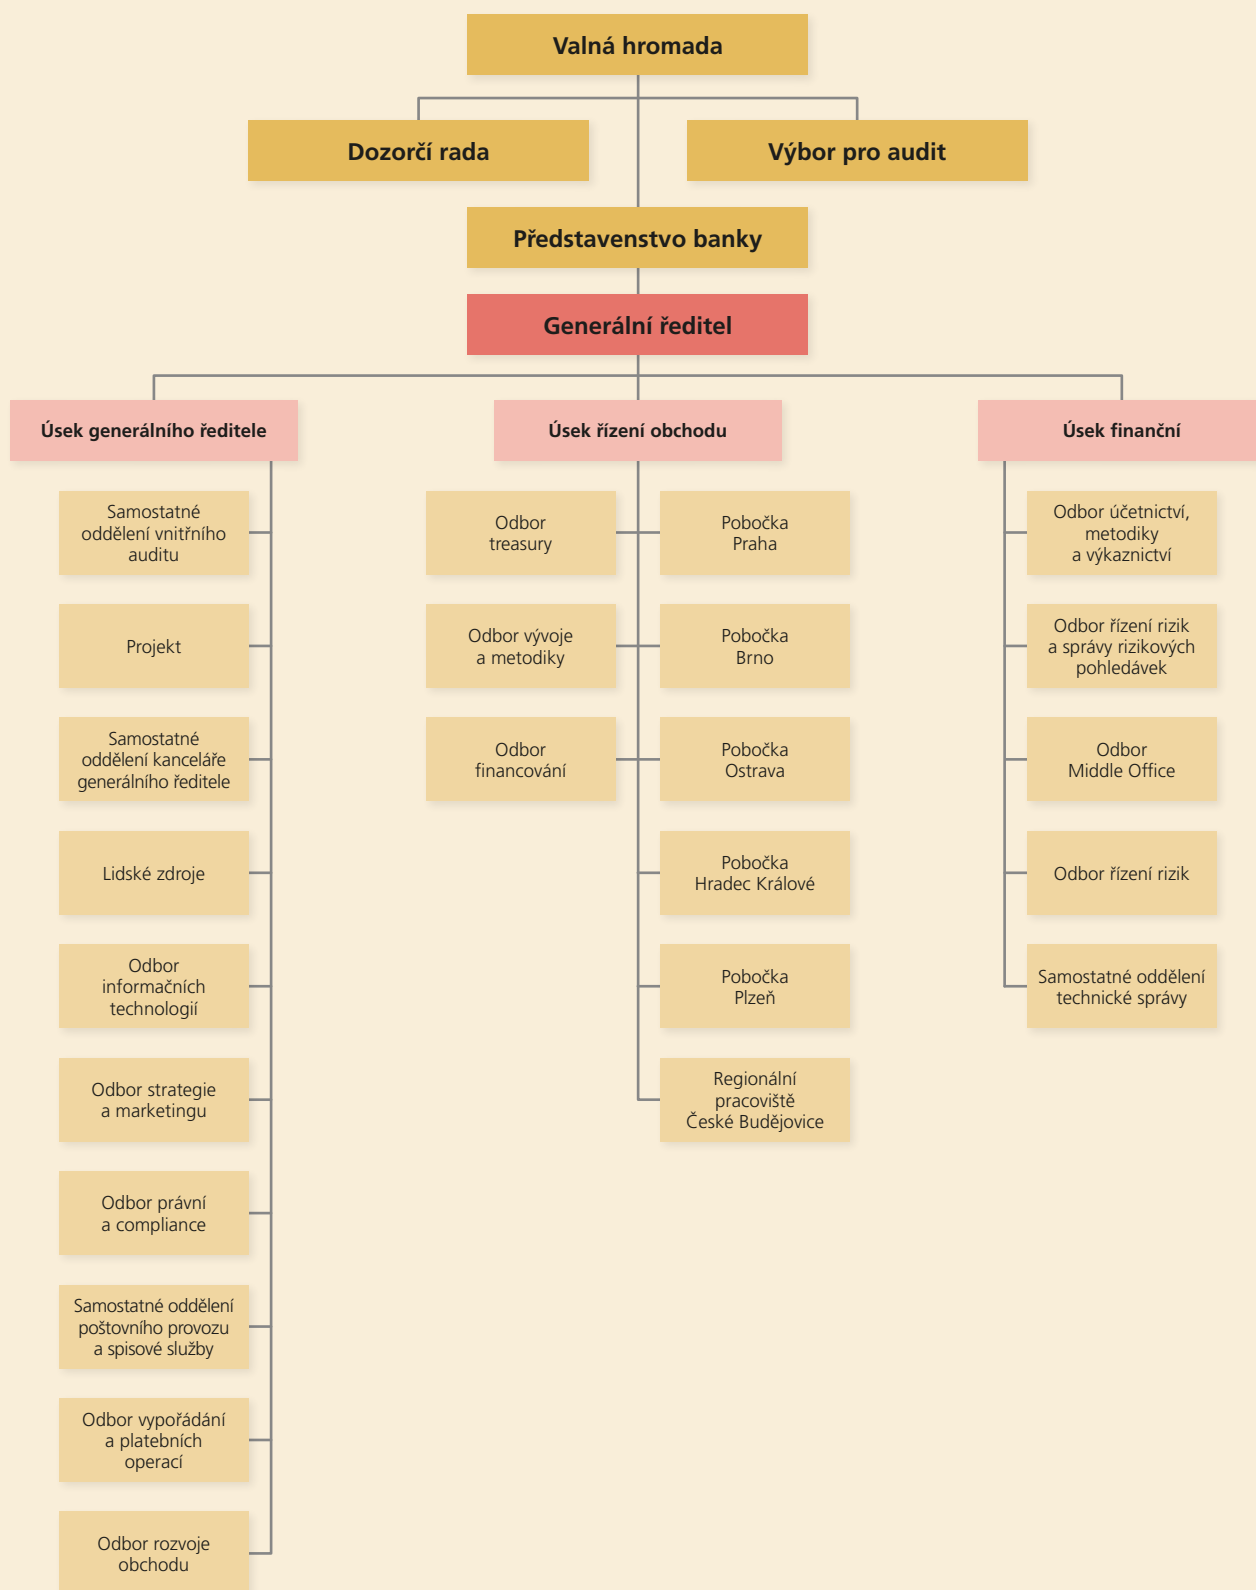 Valná hromada
Dozorčí rada
Výbor pro audit
Představenstvo banky
Generální ředitel
Úsek generálního ředitele
Úsek řízení obchodu
Úsek finanční
Samostatné
oddělení vnitřního
auditu
Projekt
Samostatné
oddělení kanceláře
generálního ředitele
Lidské zdroje
Odbor
informačních
technologií
Odbor strategie
a marketingu
Odbor právní
a compliance
Samostatné oddělení
poštovního provozu
a spisové služby
Odbor vypořádání
a platebních
operací
Odbor rozvoje
obchodu
Odbor
treasury
Odbor vývoje
a metodiky
Odbor
financování
Pobočka
Praha
Pobočka
Brno
Pobočka
Ostrava
Pobočka
Hradec Králové
Pobočka
Plzeň
Regionální
pracoviště
České Budějovice
Odbor účetnictví,
metodiky
a výkaznictví
Odbor řízení rizik
a správy rizikových
pohledávek
Odbor
Middle Office
Odbor řízení rizik
Samostatné oddělení
technické správy